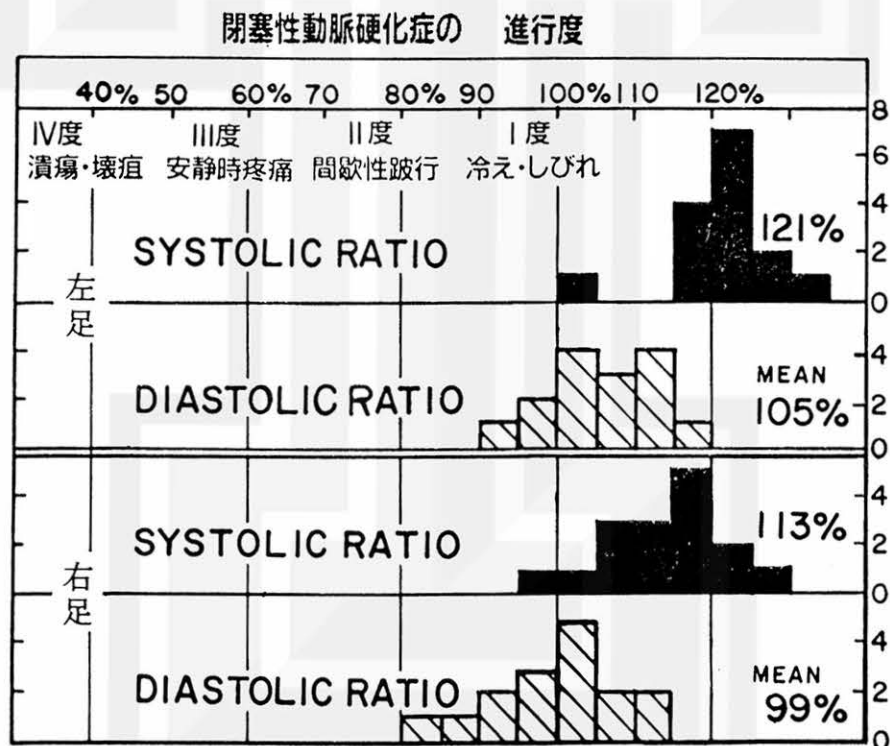 閉塞性動脈硬化症の 進行度
40% 50 60% 70 80% 90 100% 110 120%
8
IV度 III度 II度 I度
潰瘍・壊疽 安静時疼痛 間歇性跛行 冷え・しびれ
6
4
SYSTOLIC RATIO 121%
2
0
左足
4
MEAN
DIASTOLIC RATIO 105%
2
0
4
SYSTOLIC RATIO 113%
2
0
右足
4
MEAN
DIASTOLIC RATIO 99%
2
0